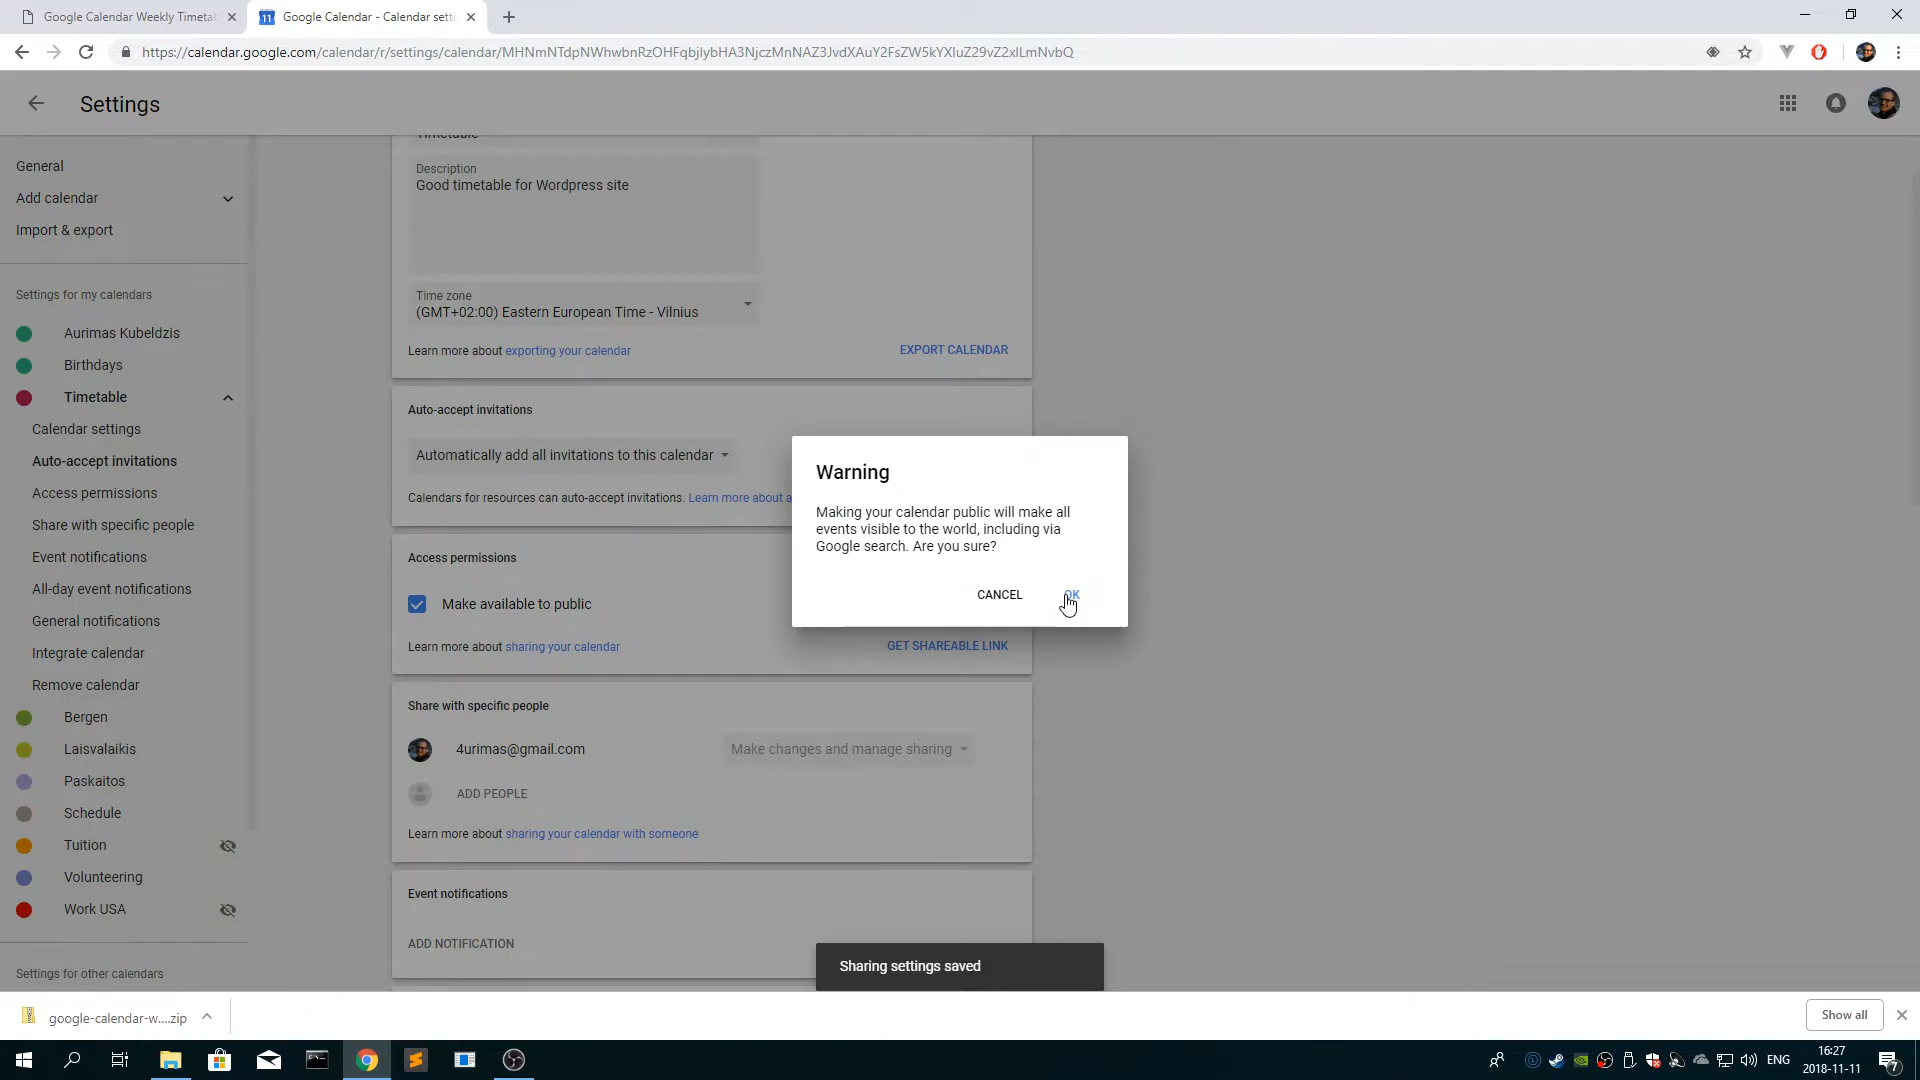 Google Calendar Weekly Timetab
Google Calendar - Calendar setti
https://calendar.google.com/calendar/r/settings/calendar/MHNmNTdpNWhwbnRzOHFqbjlybHA3NjczMnNAZ3JvdXAuY2FsZW5kYXIuZ29vZ2xlLmNvbQ
Settings
General
Add calendar
Import & export
Settings for my calendars
Aurimas Kubeldzis
Birthdays
Timetable
Calendar settings
Auto-accept invitations
Access permissions
Share with specific people
Event notifications
All-day event notifications
General notifications
Integrate calendar
Remove calendar
Bergen
Laisvalaikis
Paskaitos
Schedule
Tuition
Volunteering
Work USA
Settings for other calendars
Timetable
Description
Good timetable for Wordpress site
Time zone
(GMT+02:00) Eastern European Time - Vilnius
Learn more about exporting your calendar
EXPORT CALENDAR
Auto-accept invitations
Automatically add all invitations to this calendar
Calendars for resources can auto-accept invitations. Learn more about a
Access permissions
Make available to public
Learn more about sharing your calendar
GET SHAREABLE LINK
Share with specific people
4urimas@gmail.com
Make changes and manage sharing
ADD PEOPLE
Learn more about sharing your calendar with someone
Event notifications
ADD NOTIFICATION
Warning
Making your calendar public will make all
events visible to the world, including via
Google search. Are you sure?
CANCEL
OK
Sharing settings saved
google-calendar-w....zip
Show all
ENG
16:27
2018-11-11
7